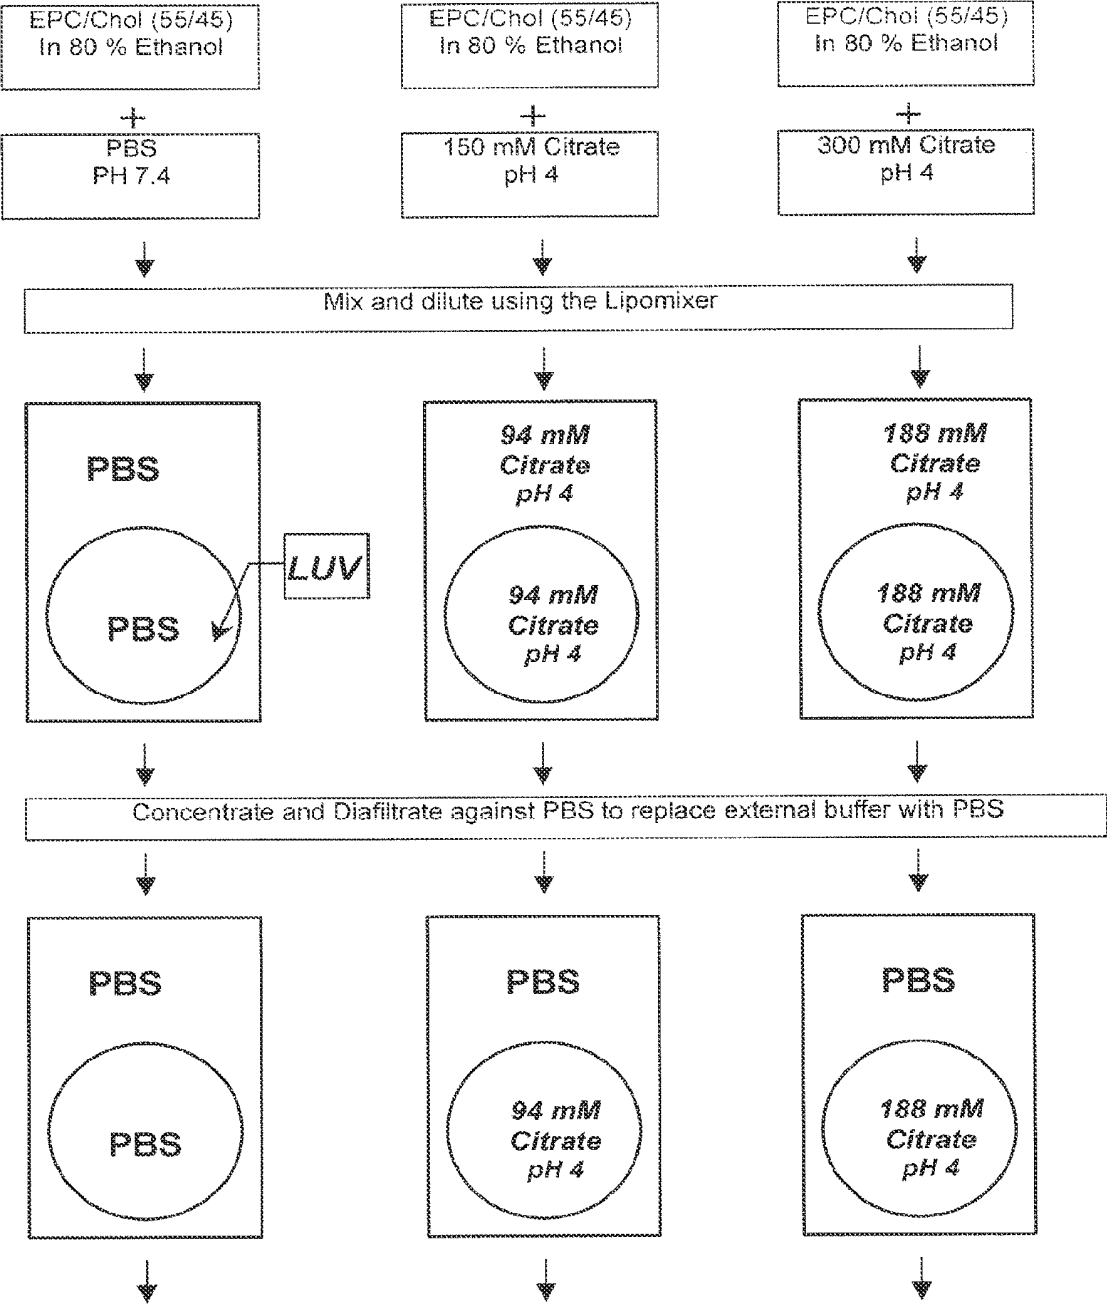 EPC/Chol (55/45)
In 80 % Ethanol
EPC/Chol (55/45)
In 80 % Ethanol
EPC/Chol (55/45)
In 80 % Ethanol
+
+
+
PBS
PH 7.4
150 mM Citrate
pH 4
300 mM Citrate
pH 4
Mix and dilute using the Lipomixer
PBS
94 mM
Citrate
pH 4
188 mM
Citrate
pH 4
LUV
PBS
94 mM
Citrate
pH 4
188 mM
Citrate
pH 4
Concentrate and Diafiltrate against PBS to replace external buffer with PBS
PBS
PBS
PBS
PBS
94 mM
Citrate
pH 4
188 mM
Citrate
pH 4